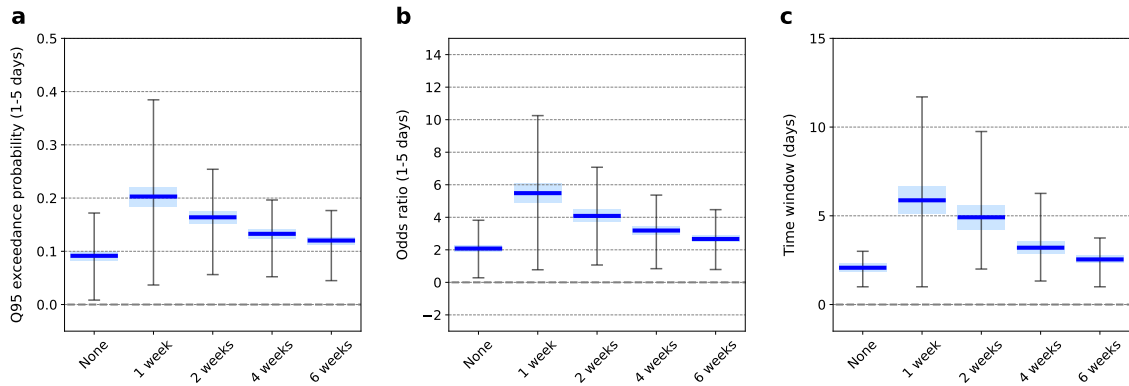 a
Q95 exceedance probability (1-5 days)
0.5
0.4
0.3
0.2
0.1
0.0
None
1 week
2 weeks
4 weeks
6 weeks
b
Odds ratio (1-5 days)
14
12
10
8
6
4
2
0
−2
None
1 week
2 weeks
4 weeks
6 weeks
c
Time window (days)
15
10
5
0
None
1 week
2 weeks
4 weeks
6 weeks